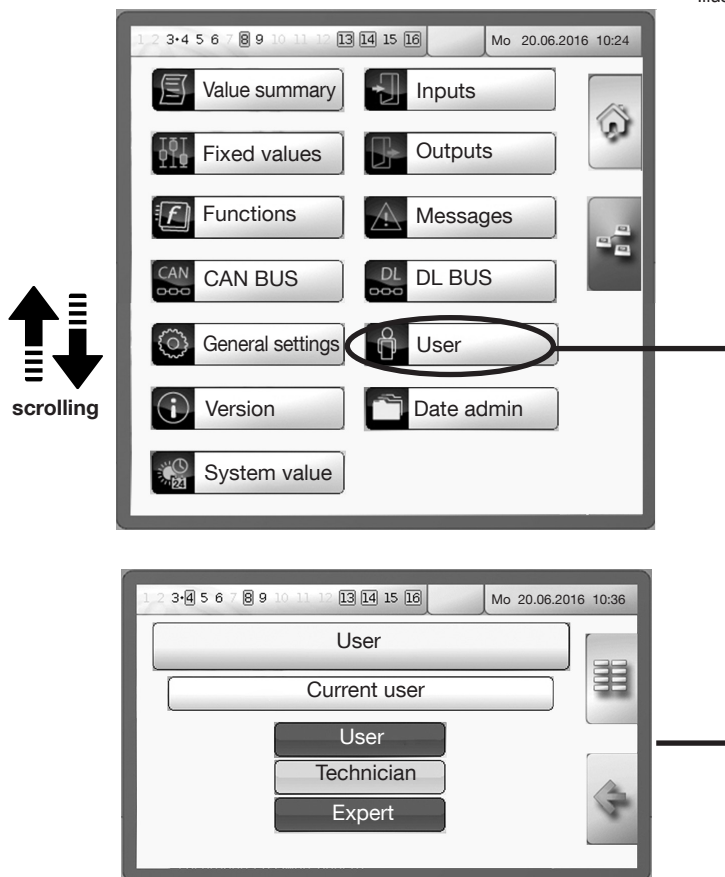 1 2 3•4 5 6 7 8 9 10 11 12 13 14 15 16 Mo 20.06.2016 10:24
Value summary Inputs
Fixed values Outputs
Functions Messages
CAN CAN BUS DL DL BUS
General settings User
scrolling
Version Date admin
24 System value
1 2 3•4 5 6 7 8 9 10 11 12 13 14 15 16 Mo 20.06.2016 10:36
User
Current user
User
Technician
Expert